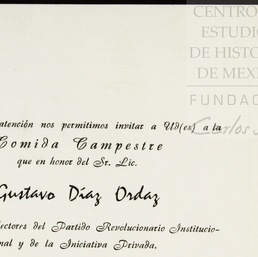 CENTRO
ESTUDI
DE HISTO
DE MEX
FUNDAC
Carlos S
atención nos permitimos invitar a Ud(es) a la
Comida Campestre
que en honor del Sr. Lic.
Gustavo Díaz Ordaz
ectores del Partido Revolucionario Institucio-
nal y de la Iniciativa Privada.